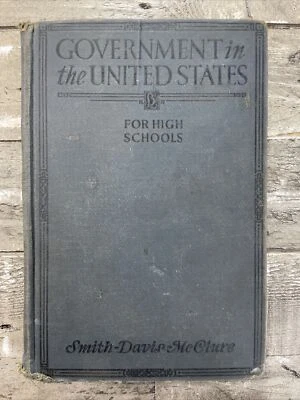 GOVERNMENT in
the UNITED STATES
FOR HIGH
SCHOOLS
Smith-Davis-McClure